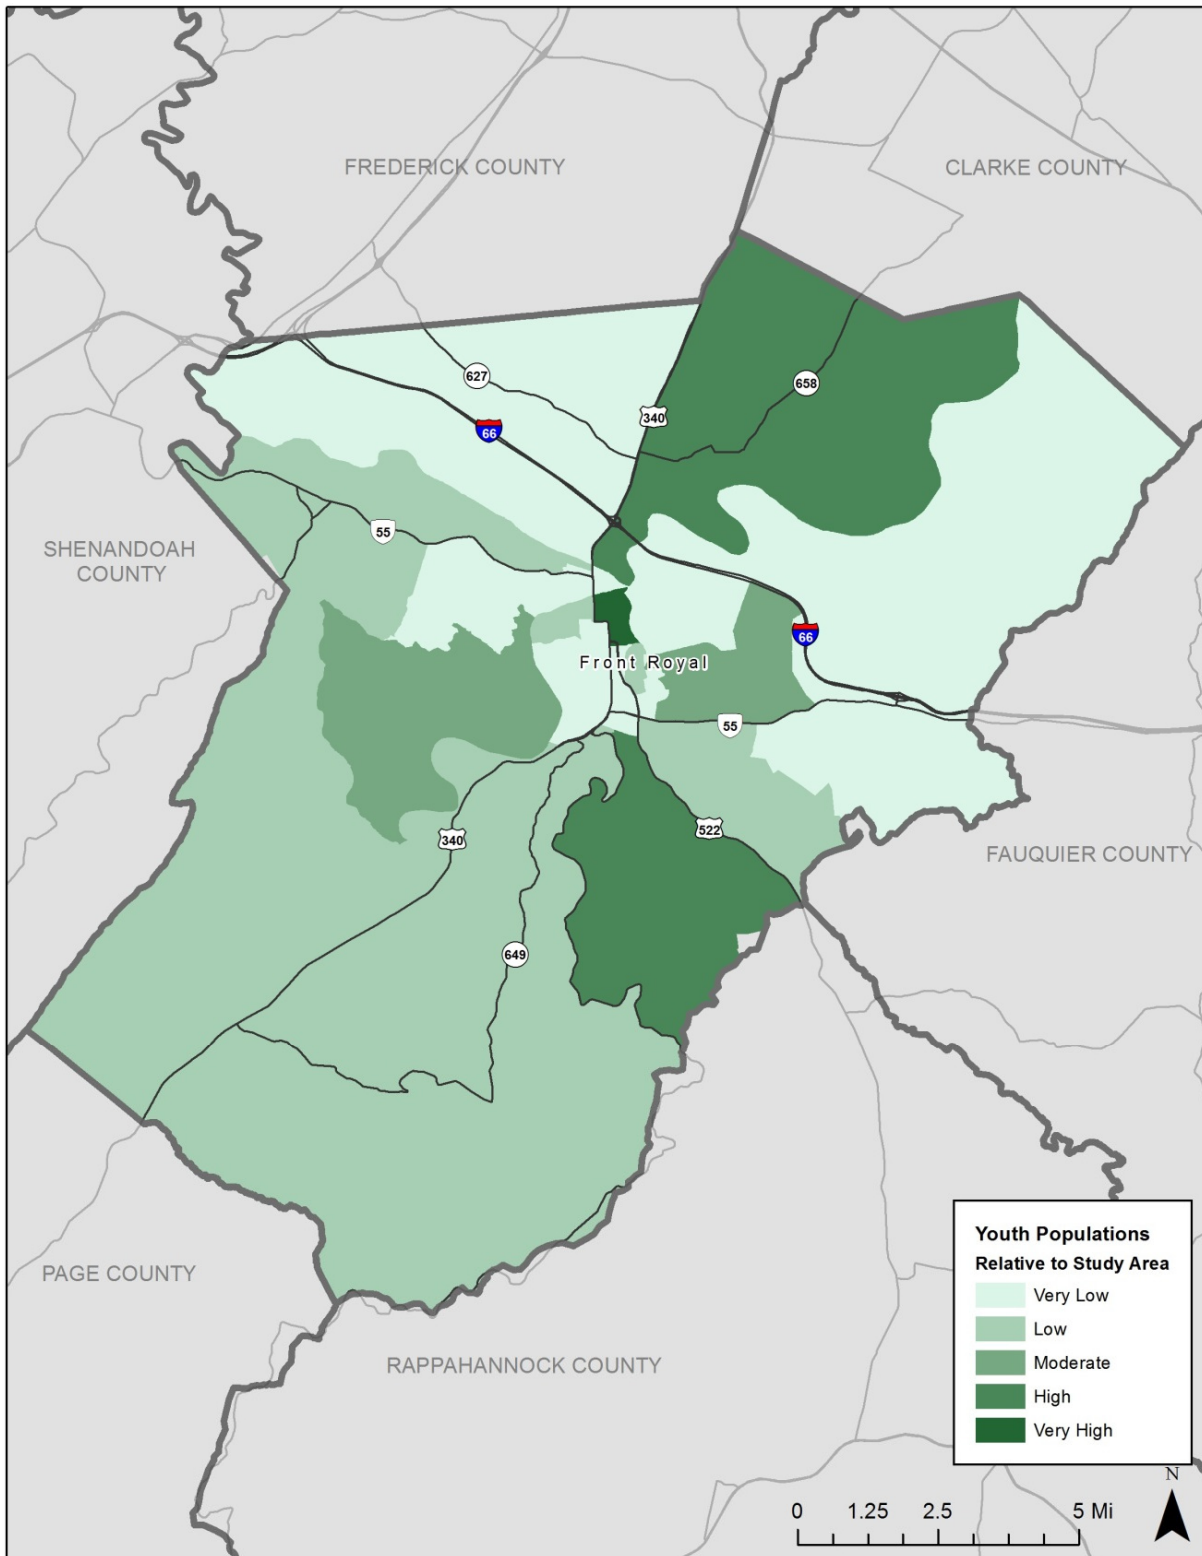 FREDERICK COUNTY
CLARKE COUNTY
627
658
340
66
55
SHENANDOAH
COUNTY
66
Front Royal
55
522
340
FAUQUIER COUNTY
649
PAGE COUNTY
RAPPAHANNOCK COUNTY
Youth Populations
Relative to Study Area
Very Low
Low
Moderate
High
Very High
N
0 1.25 2.5 5 Mi